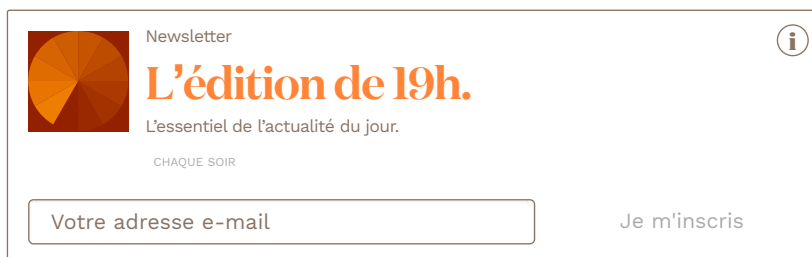 Newsletter
L’édition de 19h.
L’essentiel de l’actualité du jour.
CHAQUE SOIR
Votre adresse e-mail
Je m'inscris
i